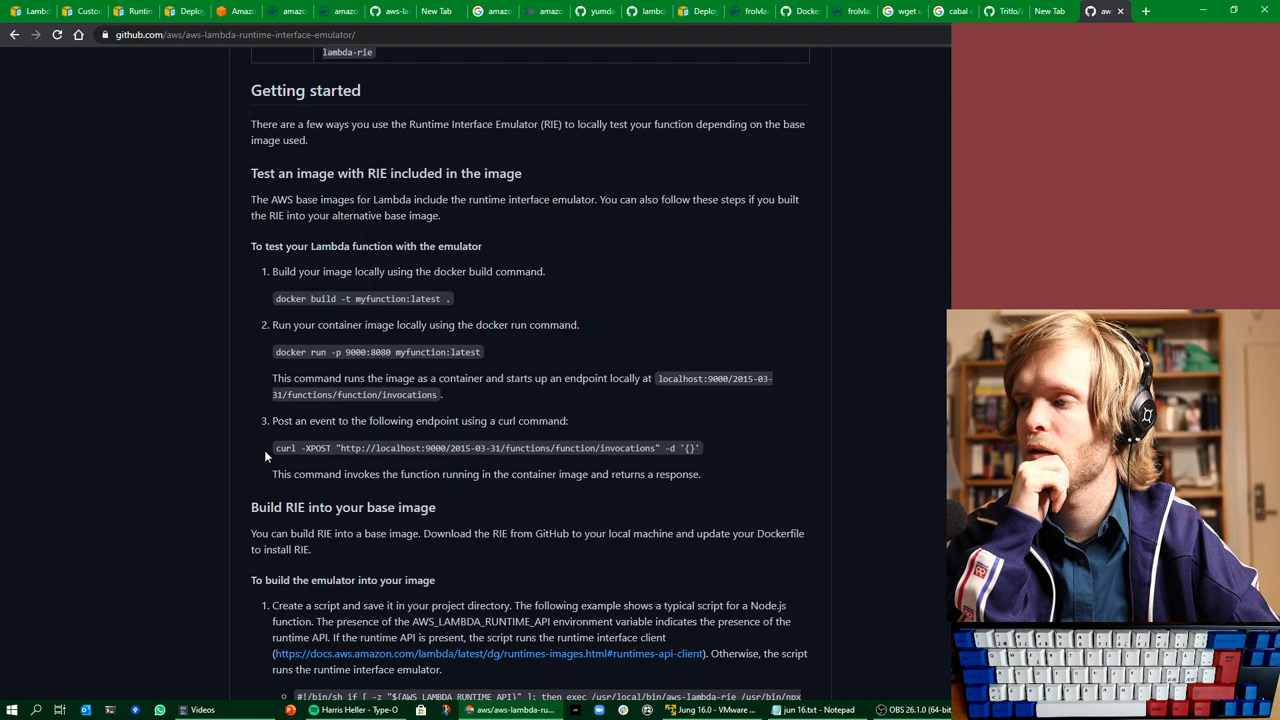 Lambd
Custo
Runtin
Deploy
Amazo
amazo
amazo
aws-la
New Tab
amazo
amazo
yumda
lambci
Deploy
froMa
Docke
froMa
wget u
cabal u
Tritlo/
New Tab
aw
github.com/aws/aws-lambda-runtime-interface-emulator/
lambda-rie
Getting started
There are a few ways you use the Runtime Interface Emulator (RIE) to locally test your function depending on the base
image used.
Test an image with RIE included in the image
The AWS base images for Lambda include the runtime interface emulator. You can also follow these steps if you built
the RIE into your alternative base image.
To test your Lambda function with the emulator
1. Build your image locally using the docker build command.
docker build -t myfunction:latest .
2. Run your container image locally using the docker run command.
docker run -p 9000:8080 myfunction:latest
This command runs the image as a container and starts up an endpoint locally at localhost:9000/2015-03-
31/functions/function/invocations.
3. Post an event to the following endpoint using a curl command:
curl -XPOST "http://localhost:9000/2015-03-31/functions/function/invocations" -d '{}'
This command invokes the function running in the container image and returns a response.
Build RIE into your base image
You can build RIE into a base image. Download the RIE from GitHub to your local machine and update your Dockerfile
to install RIE.
To build the emulator into your image
1. Create a script and save it in your project directory. The following example shows a typical script for a Node.js
function. The presence of the AWS_LAMBDA_RUNTIME_API environment variable indicates the presence of the
runtime API. If the runtime API is present, the script runs the runtime interface client
(https://docs.aws.amazon.com/lambda/latest/dg/runtimes-images.html#runtimes-api-client). Otherwise, the script
runs the runtime interface emulator.
#!/bin/sh if [ -z "${AWS_LAMBDA_RUNTIME_API}" ]; then exec /usr/local/bin/aws-lambda-rie /usr/bin/npx
Videos
Harris Heller - Type-O
aws/aws-lambda-ru...
Jung 16.0 - VMware ...
jun 16.txt - Notepad
OBS 26.1.0 (64-bit